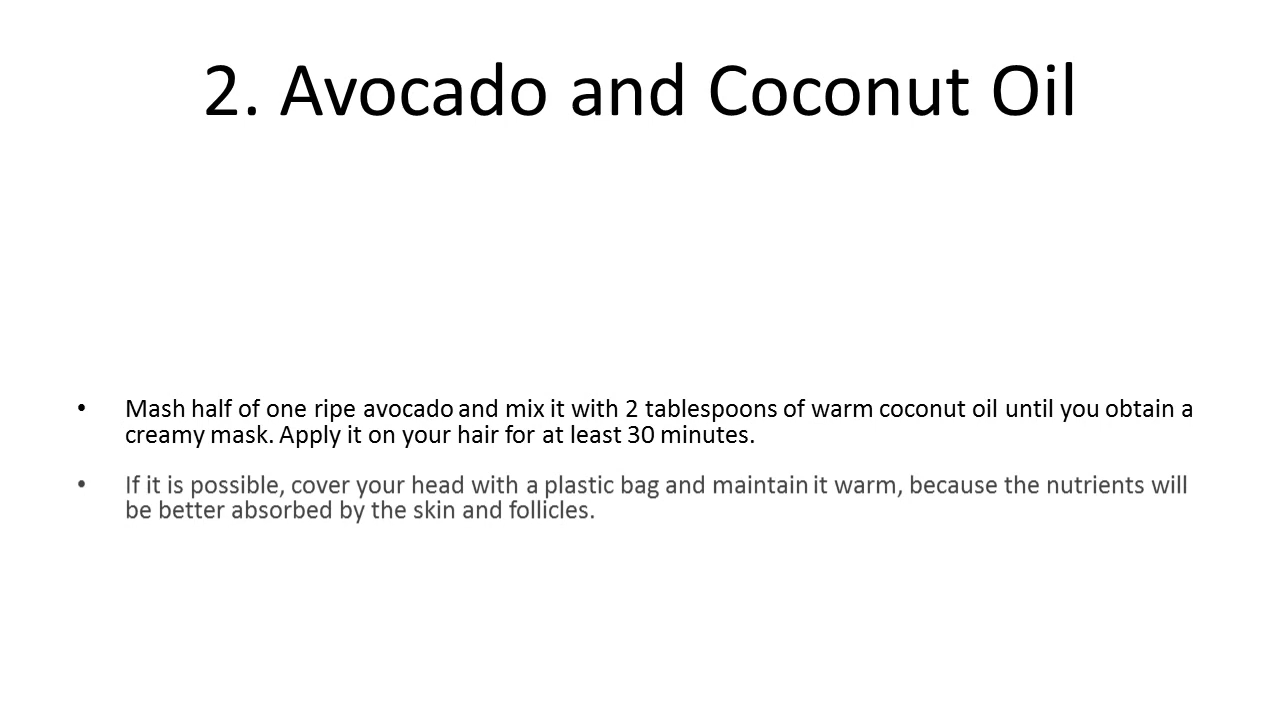 2. Avocado and Coconut Oil
• Mash half of one ripe avocado and mix it with 2 tablespoons of warm coconut oil until you obtain a
creamy mask. Apply it on your hair for at least 30 minutes.
• If it is possible, cover your head with a plastic bag and maintain it warm, because the nutrients will
be better absorbed by the skin and follicles.